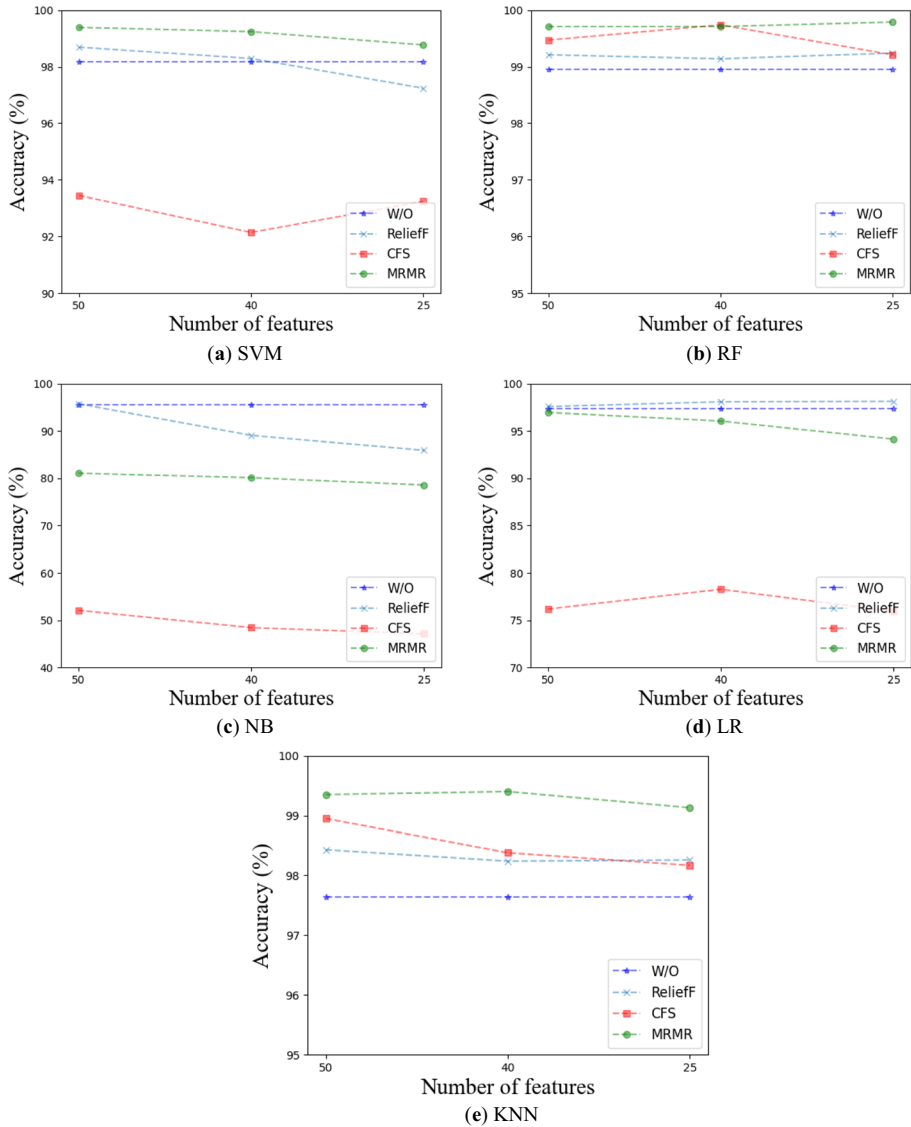 100
98
96
94
92
90
Accuracy (%)
W/O
ReliefF
CFS
MRMR
50
40
25
Number of features
(a) SVM
100
99
98
97
96
95
Accuracy (%)
W/O
ReliefF
CFS
MRMR
50
40
25
Number of features
(b) RF
100
90
80
70
60
50
40
Accuracy (%)
W/O
ReliefF
CFS
MRMR
50
40
25
Number of features
(c) NB
100
95
90
85
80
75
70
Accuracy (%)
W/O
ReliefF
CFS
MRMR
50
40
25
Number of features
(d) LR
100
99
98
97
96
95
Accuracy (%)
W/O
ReliefF
CFS
MRMR
50
40
25
Number of features
(e) KNN